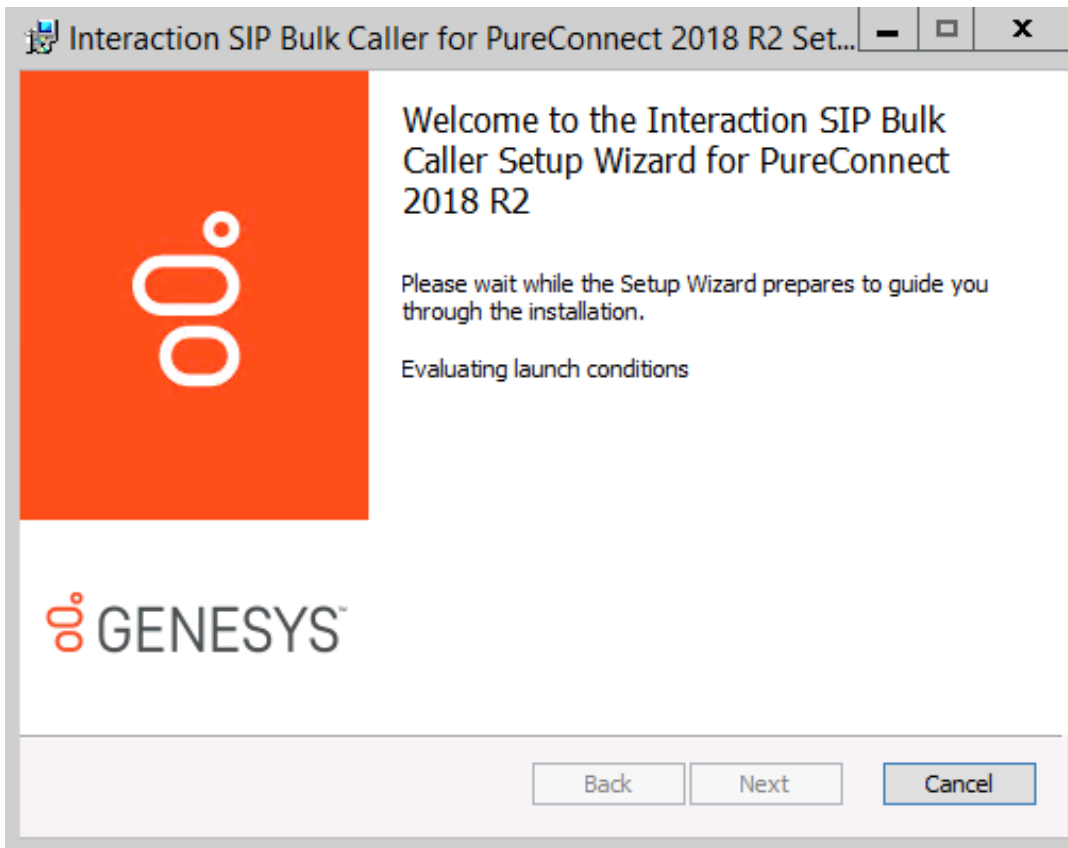 Interaction SIP Bulk Caller for PureConnect 2018 R2 Set...
Welcome to the Interaction SIP Bulk
Caller Setup Wizard for PureConnect
2018 R2
Please wait while the Setup Wizard prepares to guide you
through the installation.
Evaluating launch conditions
GENESYS™
Back Next Cancel